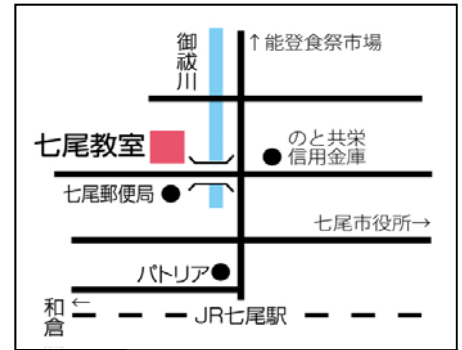 御祓川
↑能登食祭市場
七尾教室
のと共栄
信用金庫
七尾郵便局
七尾市役所→
パトリア
←
和倉
JR七尾駅